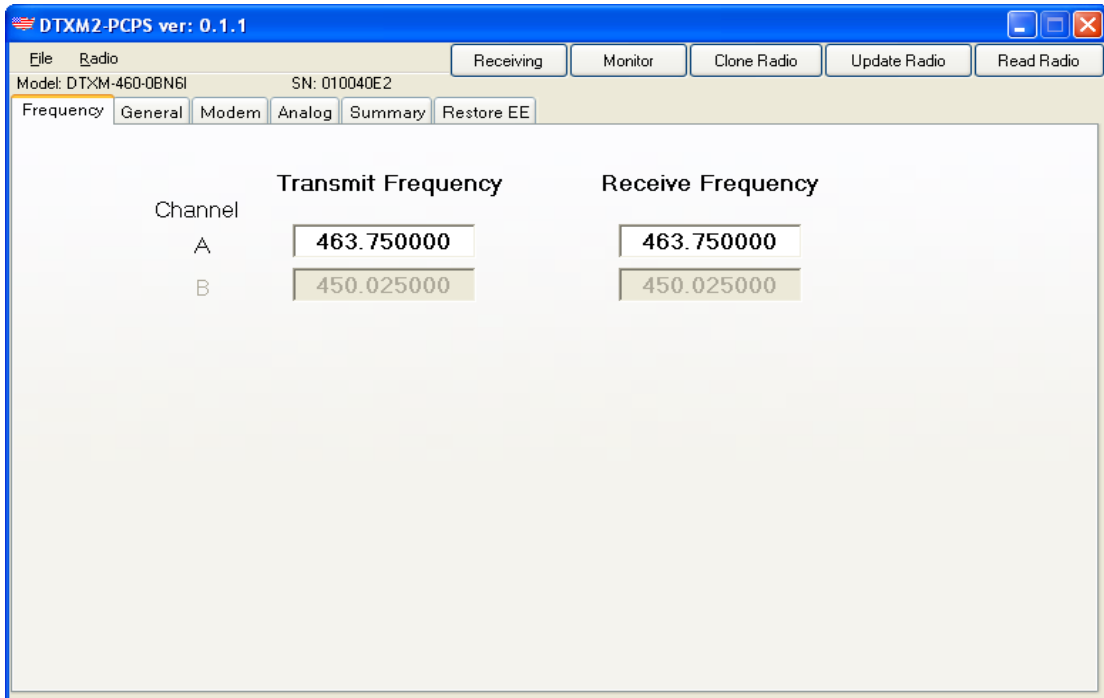 DTXM2-PCPS ver: 0.1.1
File Radio Receiving Monitor Clone Radio Update Radio Read Radio
Model: DTXM-460-0BN6I SN: 010040E2
Frequency General Modem Analog Summary Restore EE
Transmit Frequency Receive Frequency
Channel
A 463.750000 463.750000
B 450.025000 450.025000